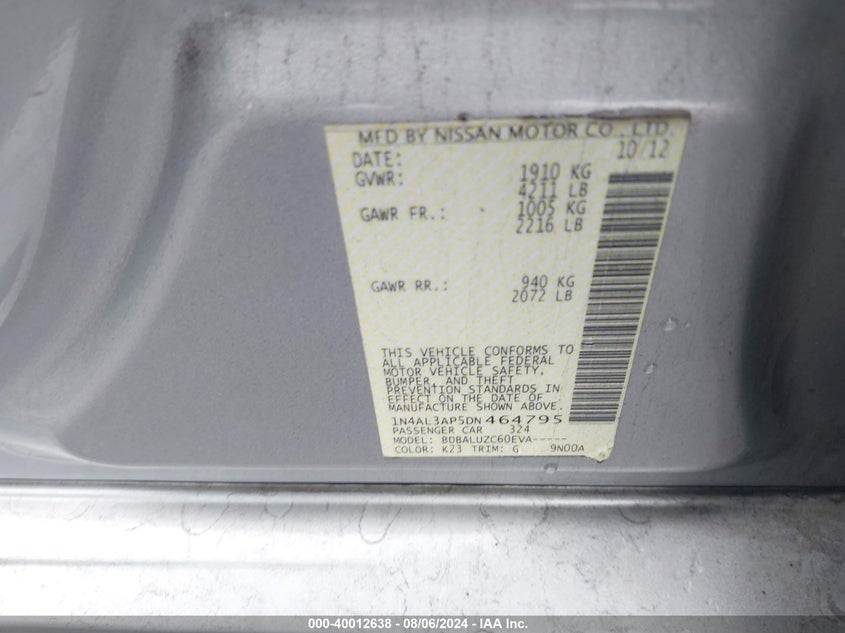 MFD BY NISSAN MOTOR CO., LTD.
DATE: 10/12
GVWR: 1910 KG
4211 LB
GAWR FR.: 1005 KG
2216 LB
GAWR RR.: 940 KG
2072 LB
THIS VEHICLE CONFORMS TO
ALL APPLICABLE FEDERAL
MOTOR VEHICLE SAFETY,
BUMPER, AND THEFT
PREVENTION STANDARDS IN
EFFECT ON THE DATE OF
MANUFACTURE SHOWN ABOVE.
1N4AL3AP5DN464795
PASSENGER CAR 324
MODEL: BDBALUZC60EVA-----
COLOR: K23 TRIM: G 9N00A
000-40012638 - 08/06/2024 - IAA Inc.